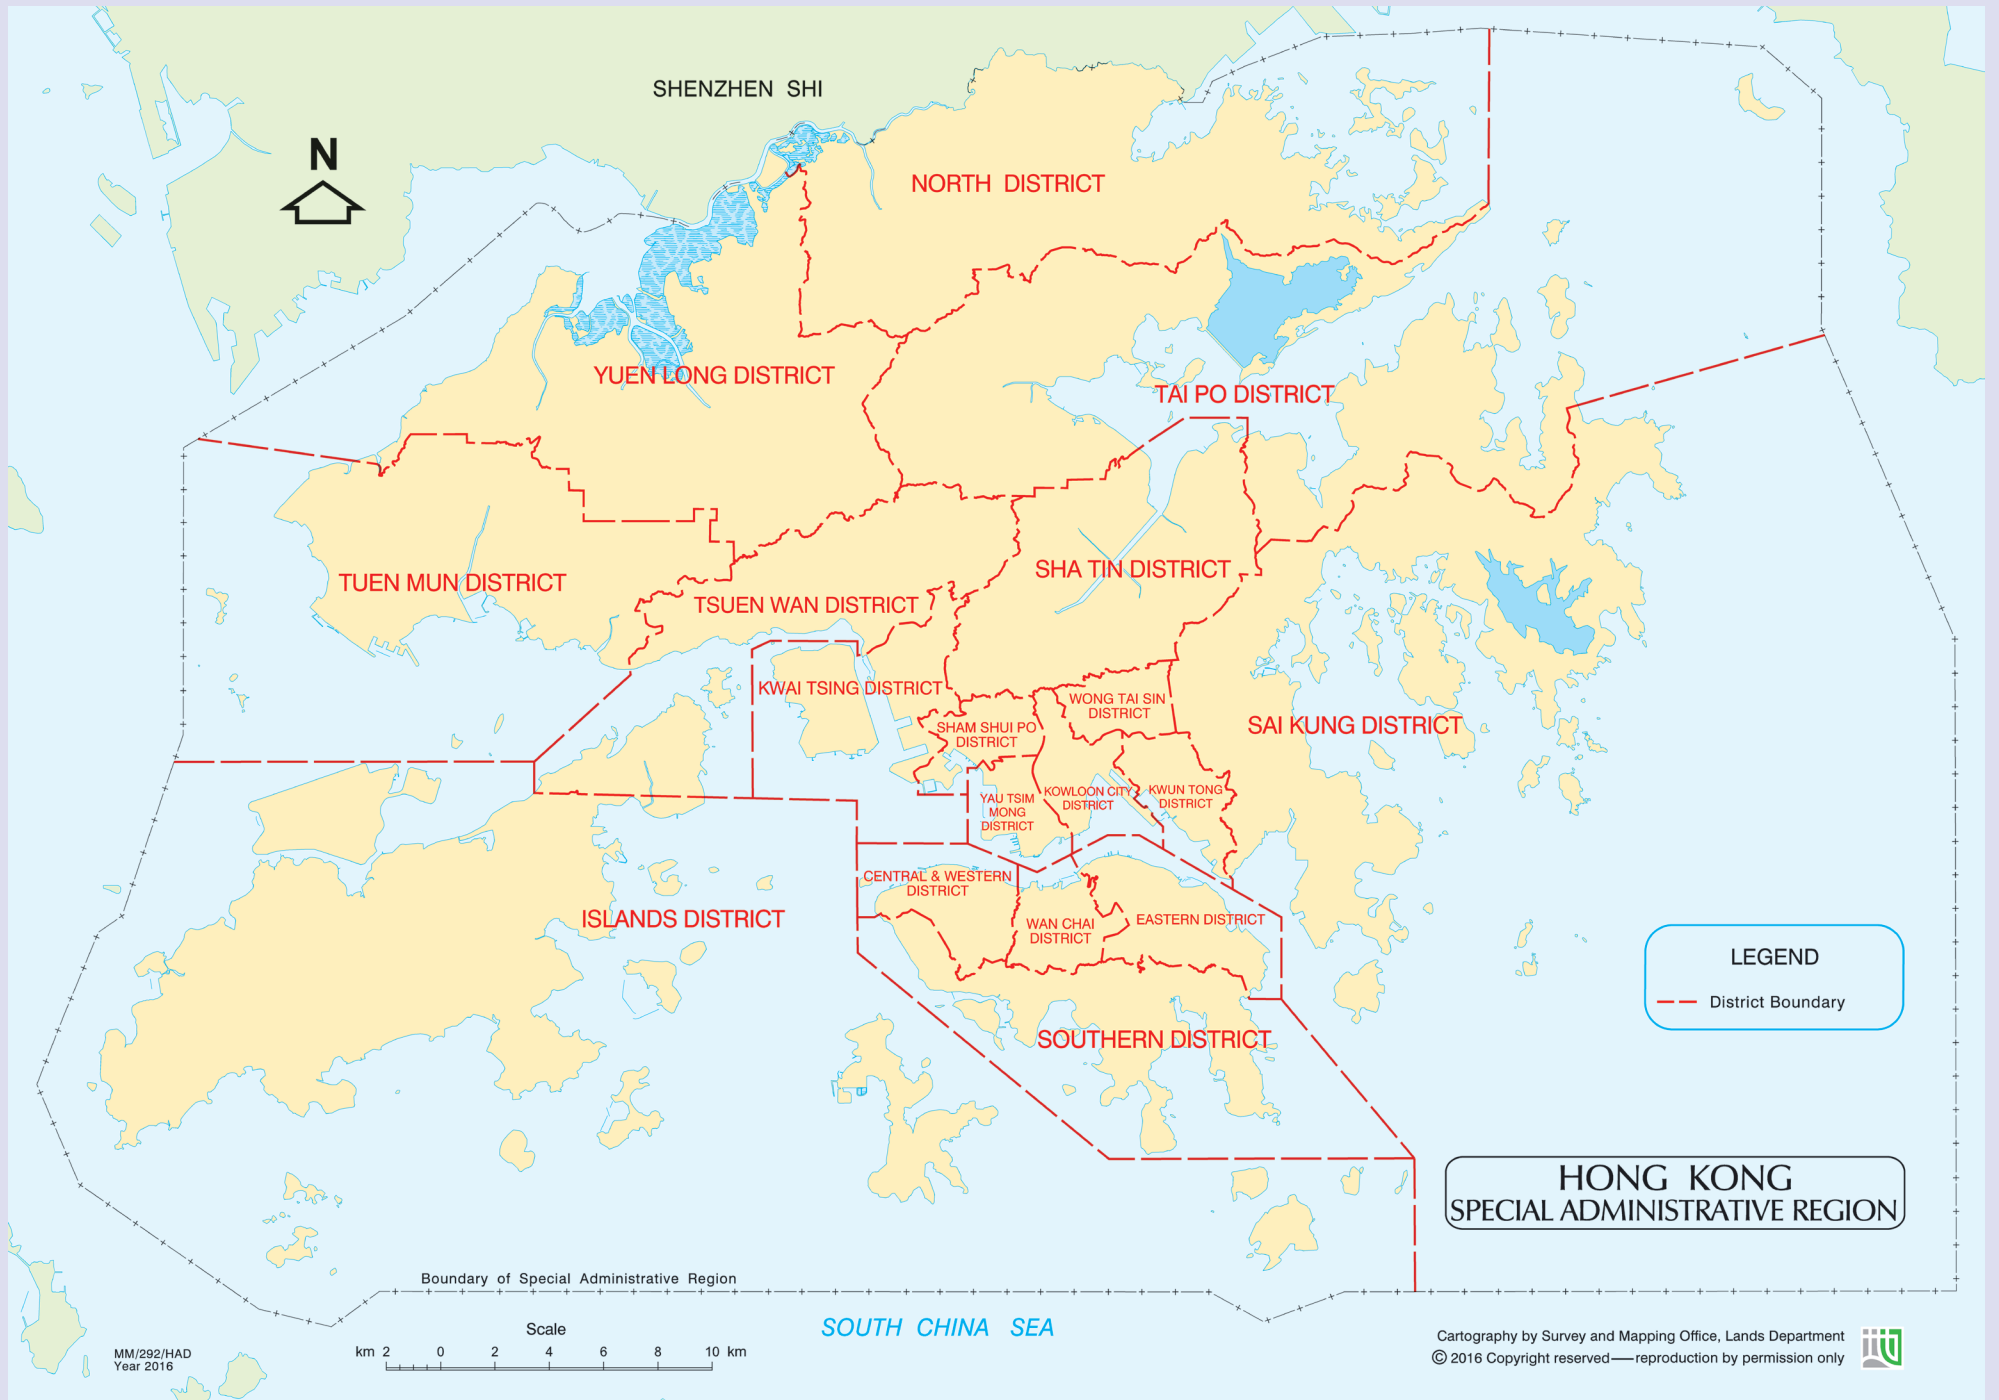 SHENZHEN SHI
N
NORTH DISTRICT
YUEN LONG DISTRICT
TAI PO DISTRICT
TUEN MUN DISTRICT
SHA TIN DISTRICT
TSUEN WAN DISTRICT
KWAI TSING DISTRICT
WONG TAI SIN
DISTRICT
SHAM SHUI PO
DISTRICT
SAI KUNG DISTRICT
YAU TSIM
MONG
DISTRICT
KOWLOON CITY
DISTRICT
KWUN TONG
DISTRICT
CENTRAL & WESTERN
DISTRICT
ISLANDS DISTRICT
WAN CHAI
DISTRICT
EASTERN DISTRICT
SOUTHERN DISTRICT
LEGEND
District Boundary
HONG KONG
SPECIAL ADMINISTRATIVE REGION
Boundary of Special Administrative Region
SOUTH CHINA SEA
Scale
km 2 0 2 4 6 8 10 km
MM/292/HAD
Year 2016
Cartography by Survey and Mapping Office, Lands Department
© 2016 Copyright reserved — reproduction by permission only